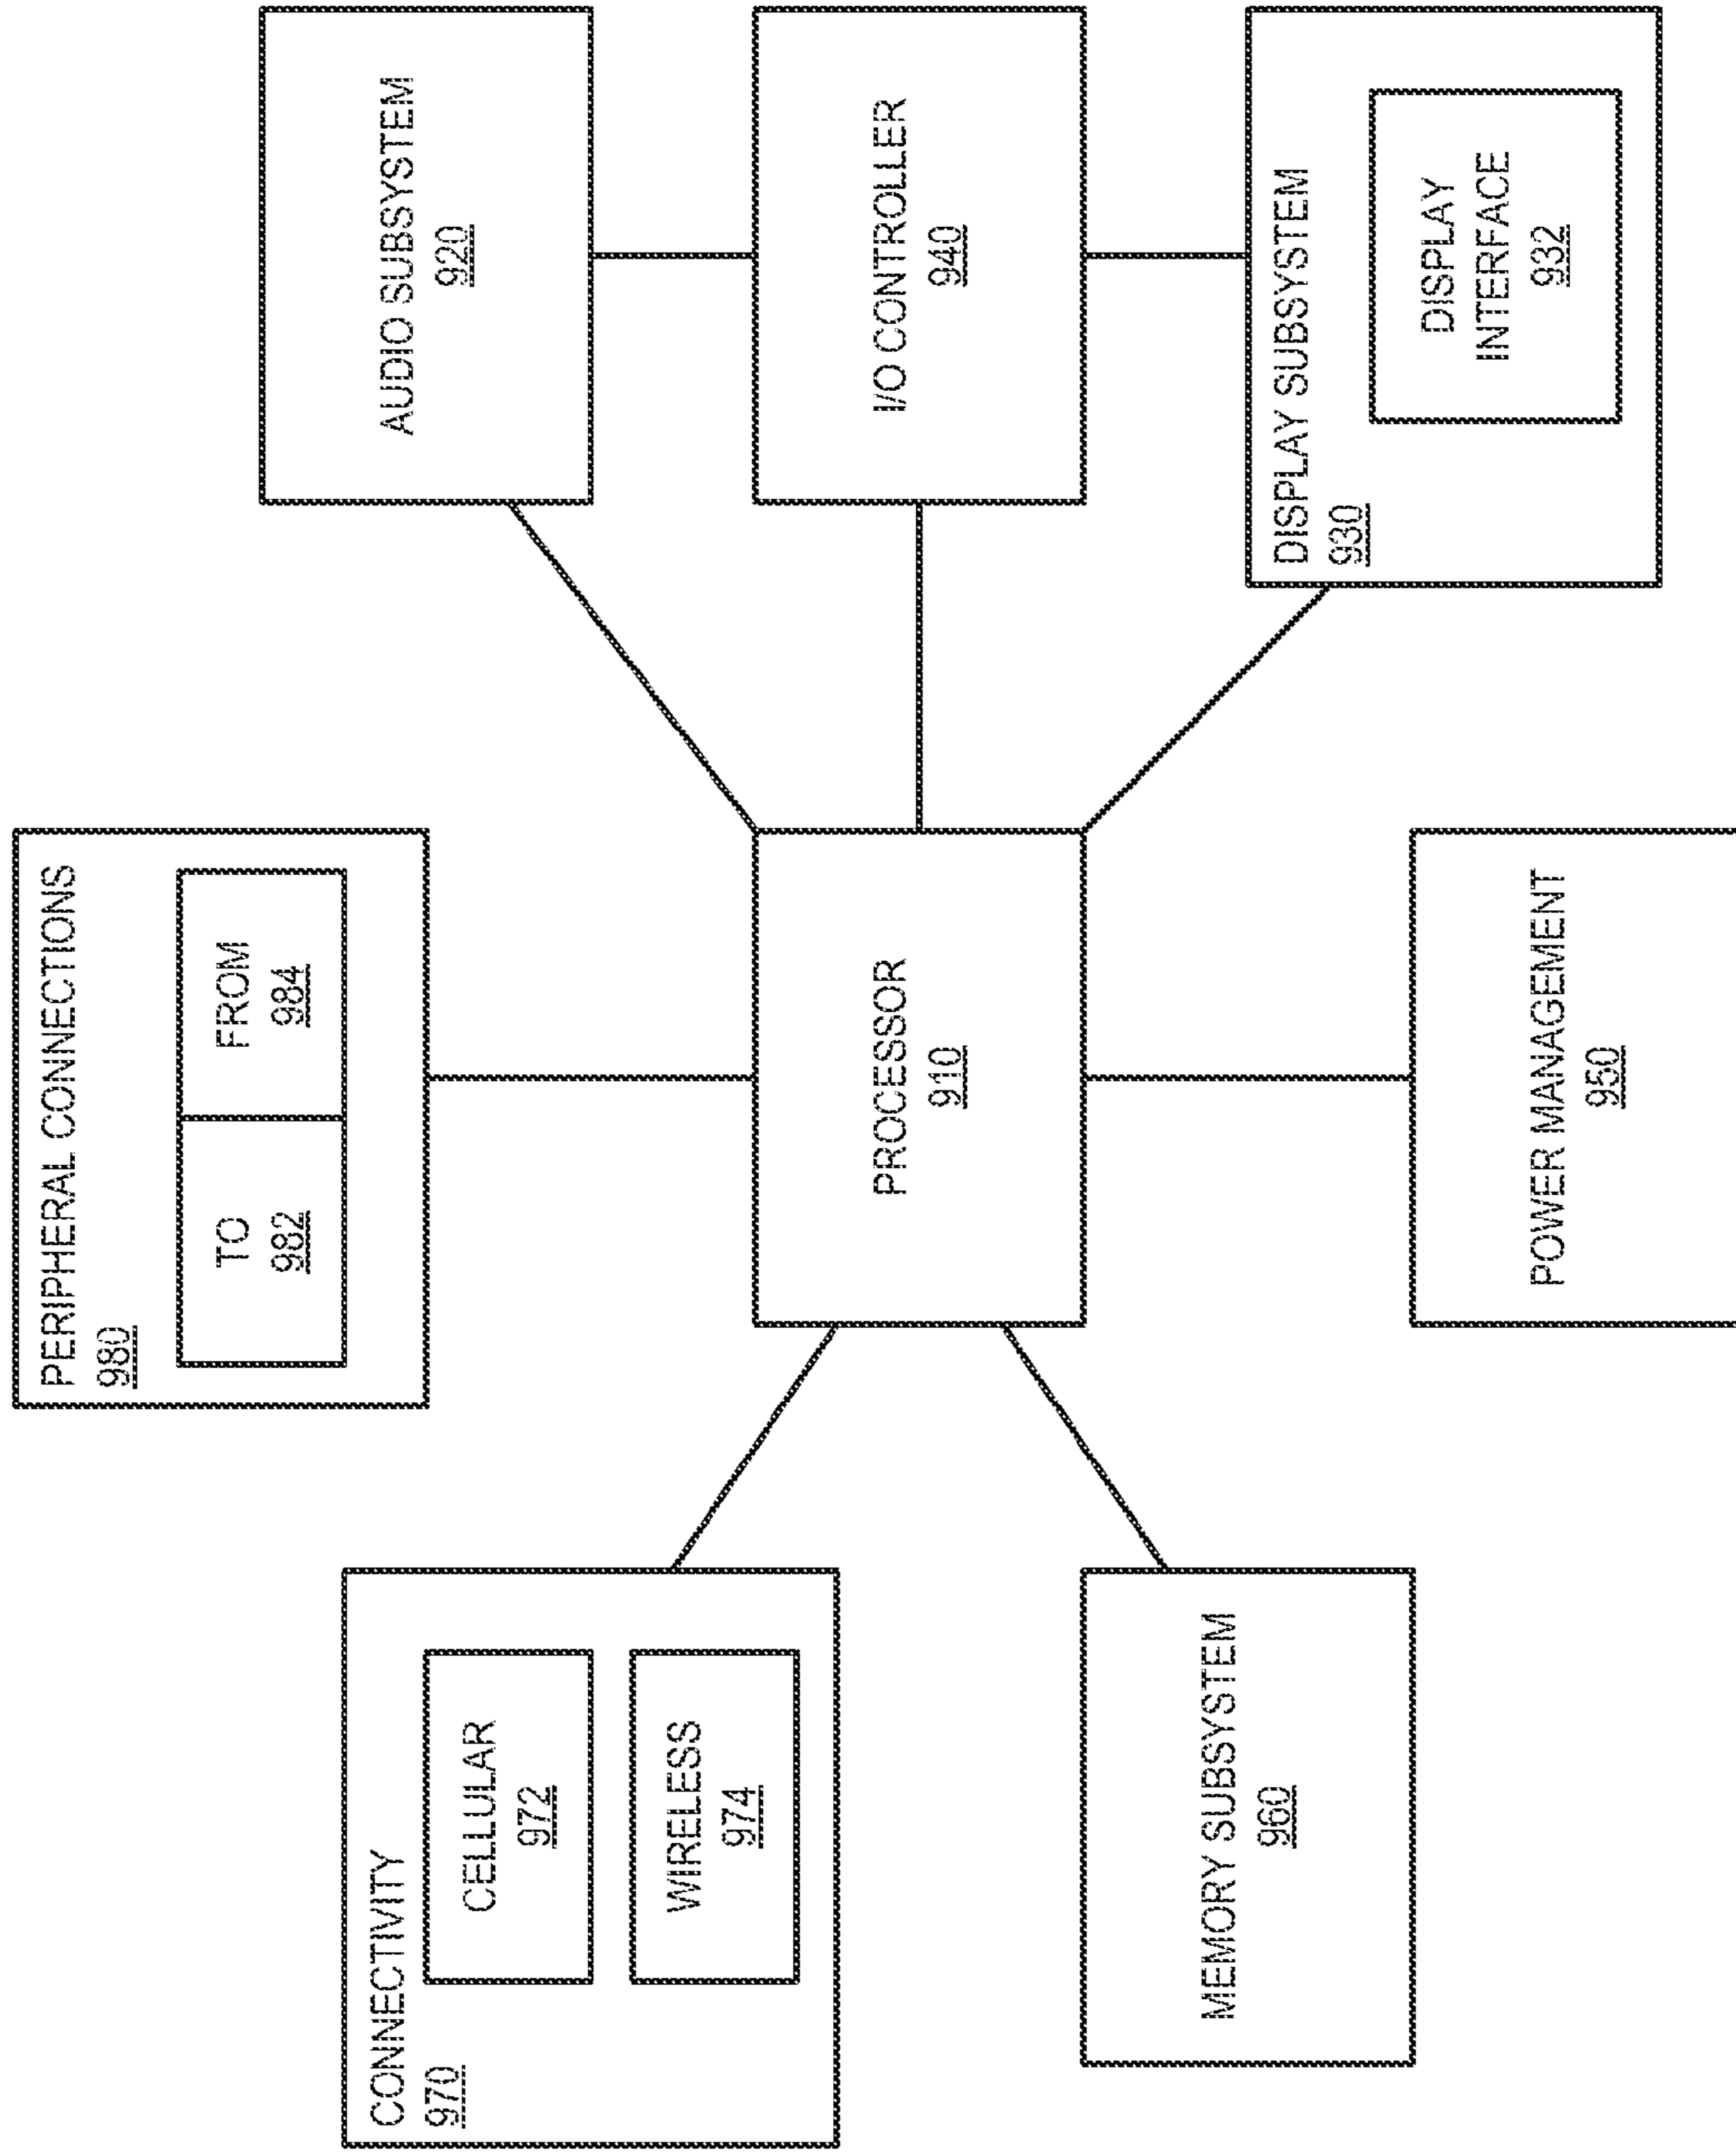 PERIPHERAL CONNECTIONS
980
TO
982
FROM
984
CONNECTIVITY
970
CELLULAR
972
WIRELESS
974
AUDIO SUBSYSTEM
920
PROCESSOR
910
I/O CONTROLLER
940
MEMORY SUBSYSTEM
960
POWER MANAGEMENT
950
DISPLAY SUBSYSTEM
930
DISPLAY
INTERFACE
932